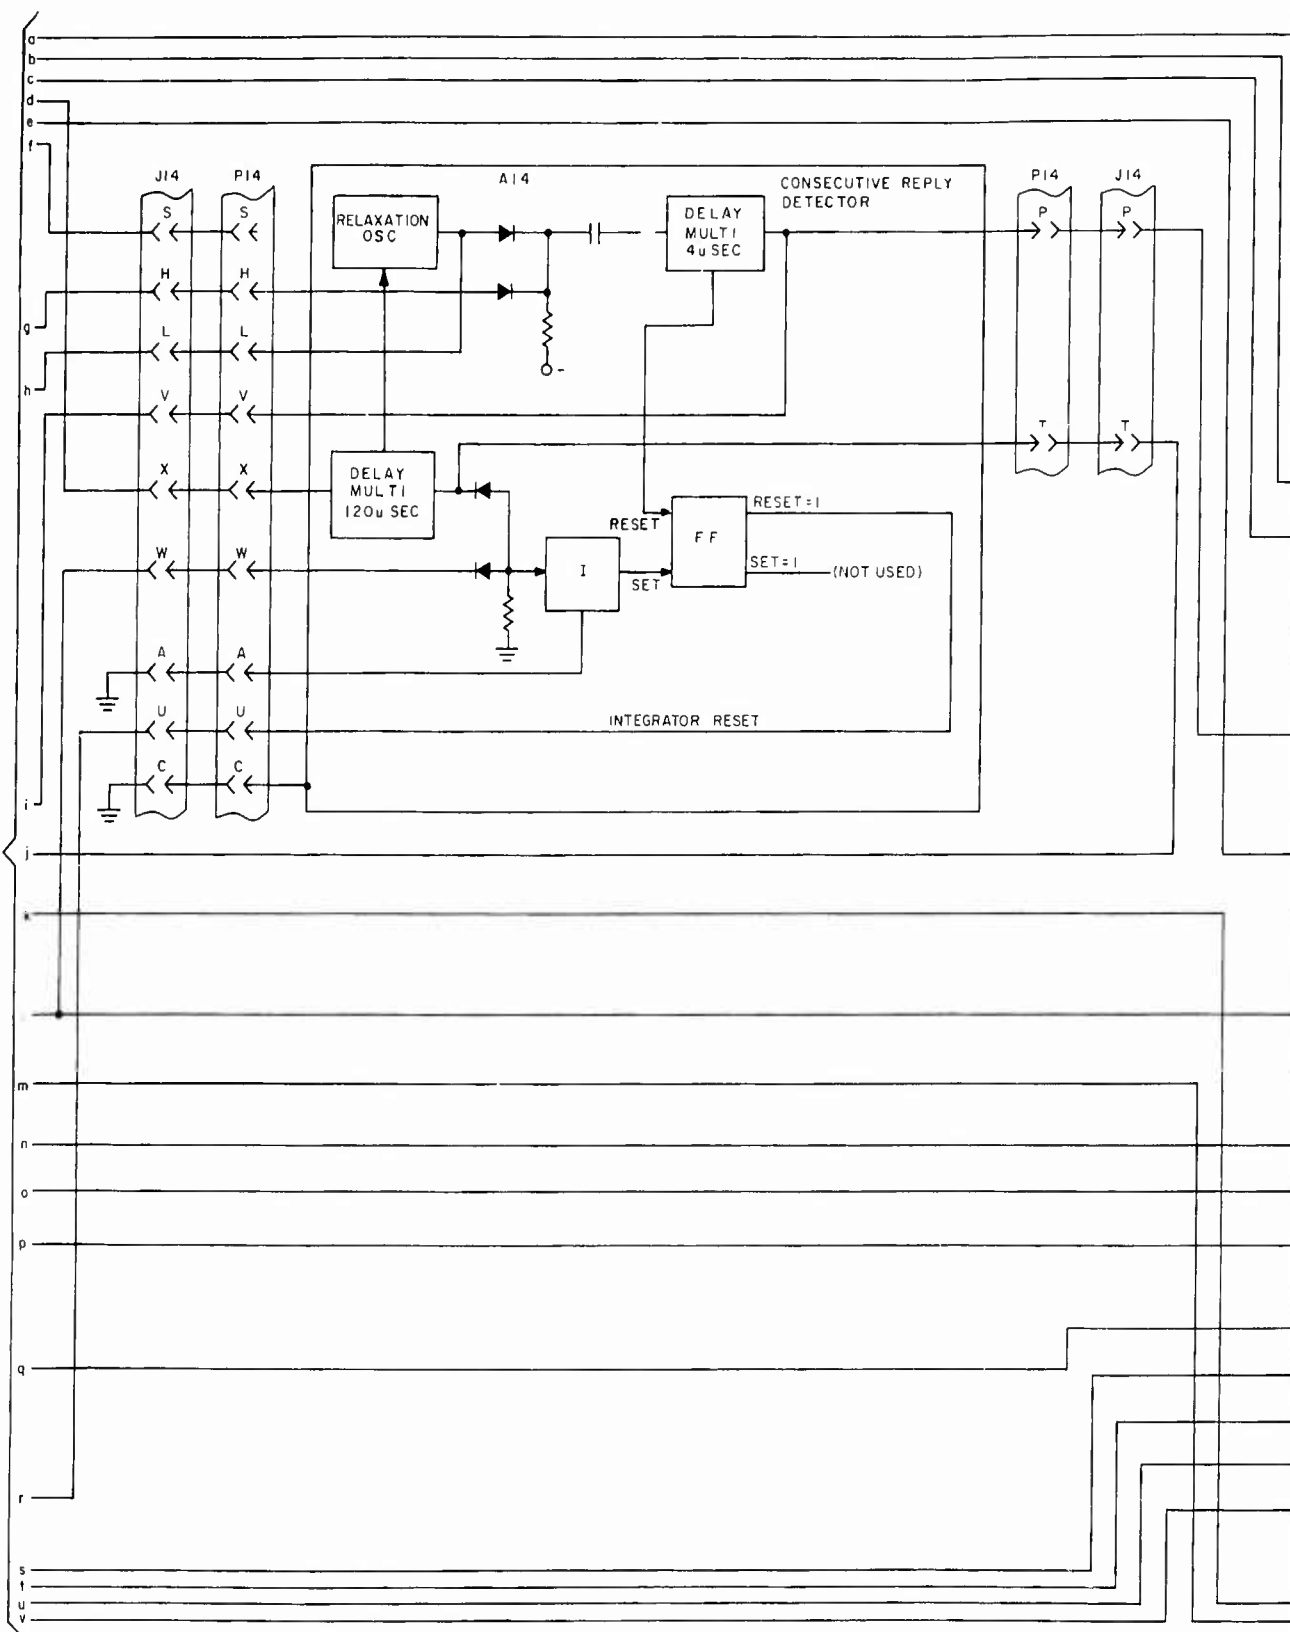 a
b
c
d
e
f
J14 P14 A14 CONSECUTIVE REPLY DETECTOR P14 J14
S S RELAXATION OSC DELAY MULTI 4u SEC P P
H H
g
L L
-
h
V V
T T
X X DELAY MULTI 120u SEC
RESET RESET=1
FF
W W I SET SET=1 (NOT USED)
A A
U U INTEGRATOR RESET
C C
i
j
k
m
n
o
p
q
r
s
t
u
v